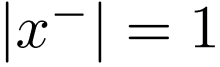 |x⁻| = 1